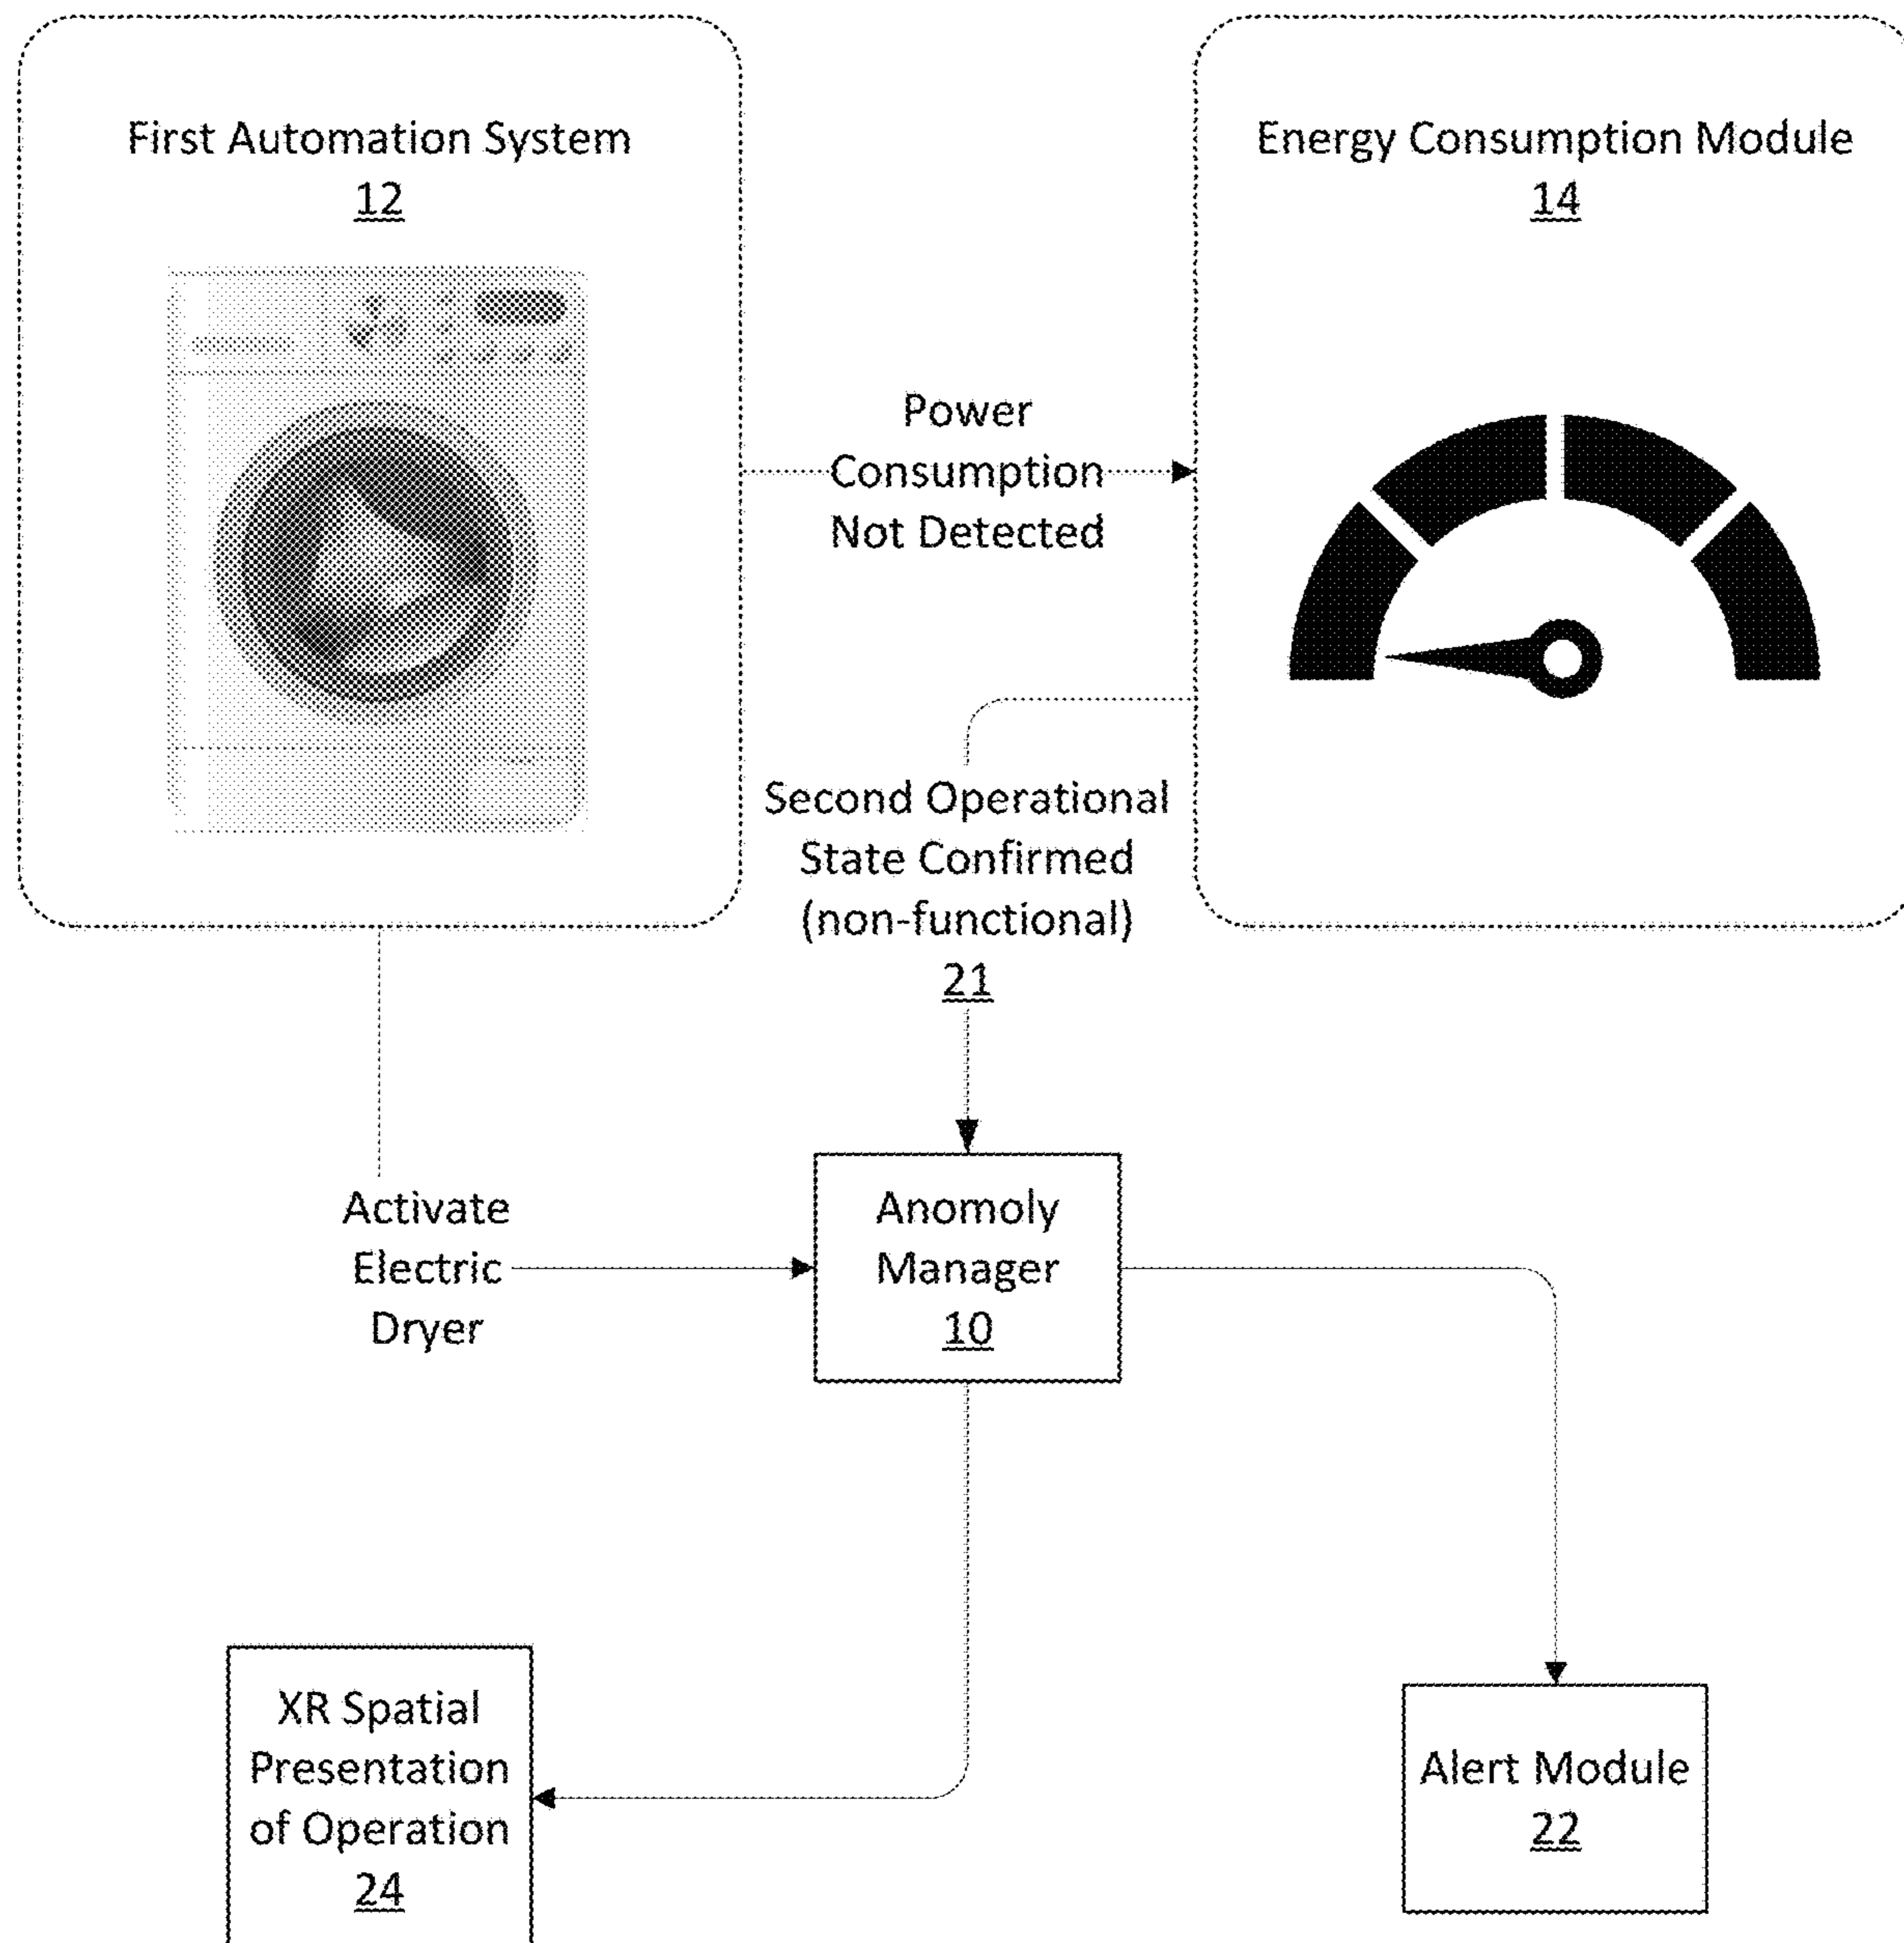 First Automation System
12
Energy Consumption Module
14
Power
Consumption
Not Detected
Second Operational
State Confirmed
(non-functional)
21
Activate
Electric
Dryer
Anomoly
Manager
10
XR Spatial
Presentation
of Operation
24
Alert Module
22